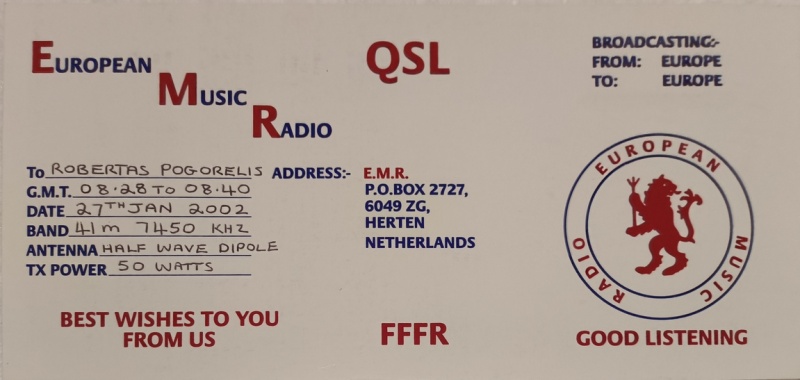 EUROPEAN
MUSIC
RADIO
QSL
BROADCASTING:-
FROM: EUROPE
TO: EUROPE
To ROBERTAS POGORELIS
G.M.T. 08·28 TO 08·40
DATE 27TH JAN 2002
BAND 41m 7450 KHZ
ANTENNA HALF WAVE DIPOLE
TX POWER 50 WATTS
ADDRESS:- E.M.R.
P.O.BOX 2727,
6049 ZG,
HERTEN
NETHERLANDS
EUROPEAN
MUSIC
RADIO
BEST WISHES TO YOU
FROM US
FFFR
GOOD LISTENING